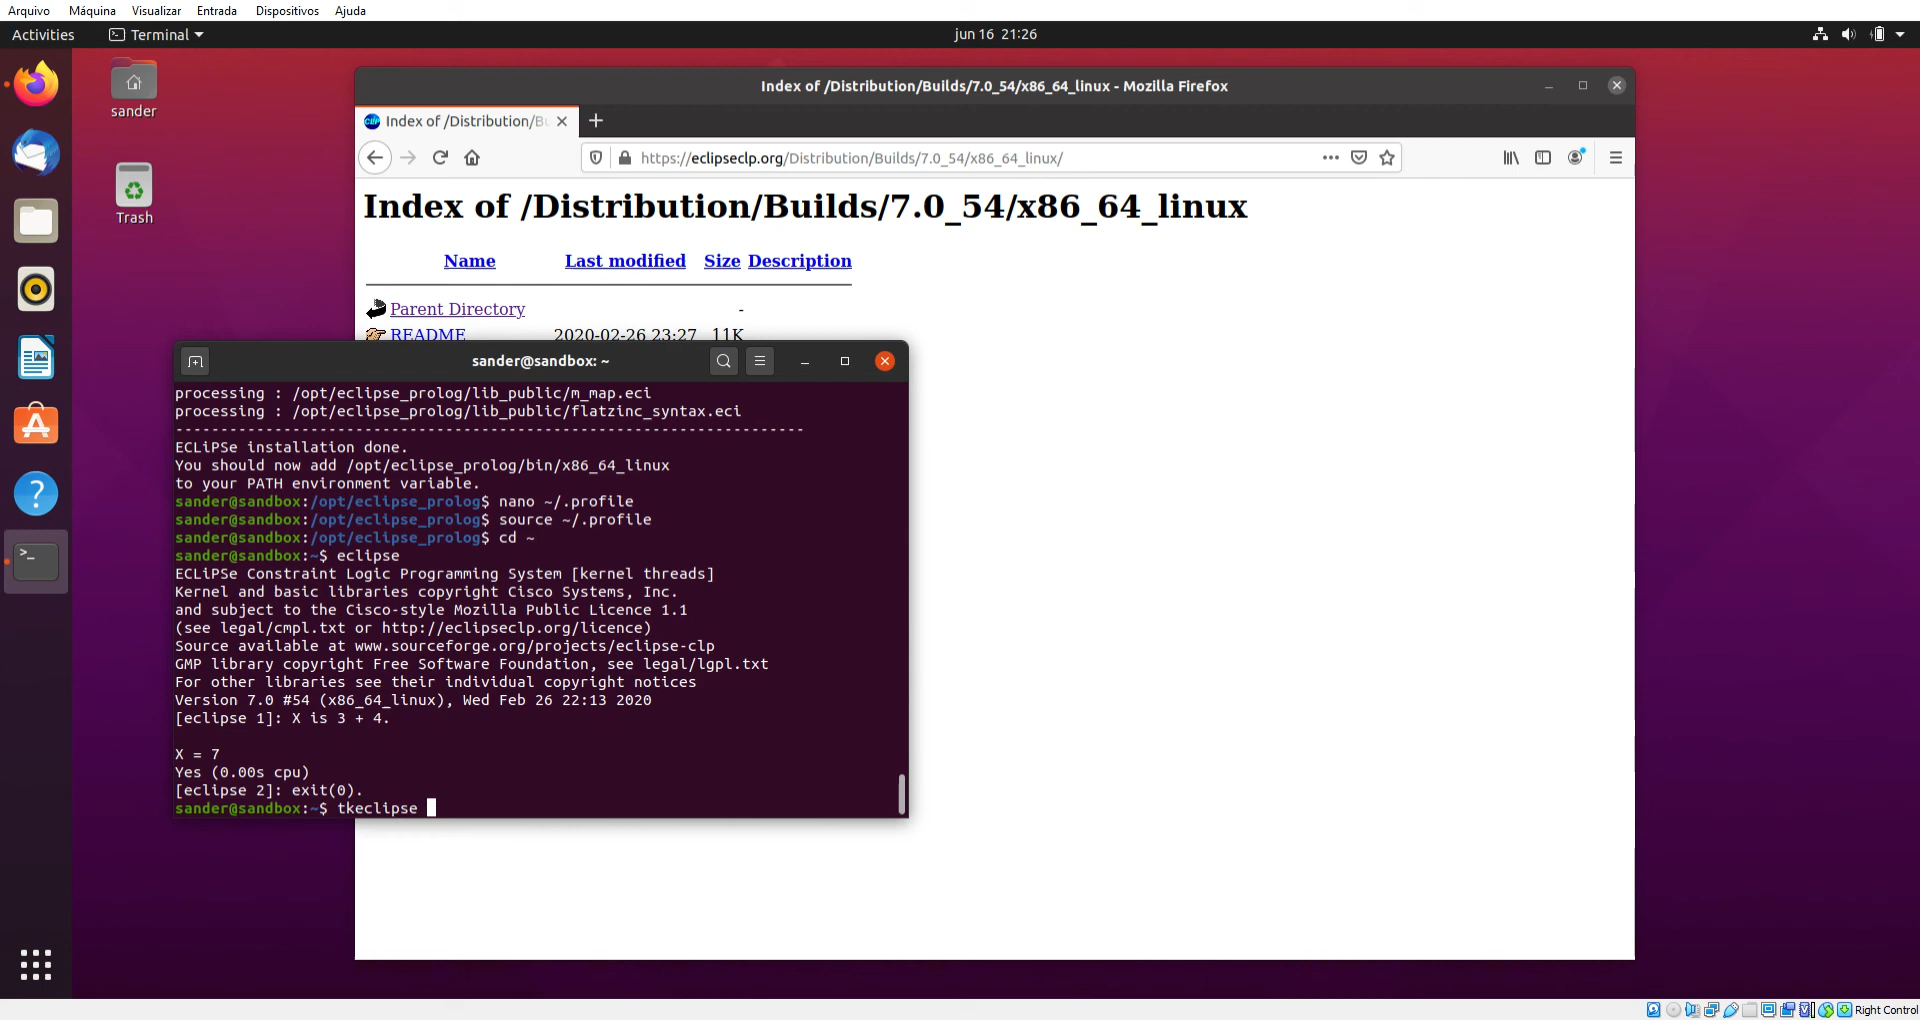 Arquivo Máquina Visualizar Entrada Dispositivos Ajuda
Activities Terminal jun 16 21:26
sander
Trash
Index of /Distribution/Builds/7.0_54/x86_64_linux - Mozilla Firefox
Index of /Distribution/B
https://eclipseclp.org/Distribution/Builds/7.0_54/x86_64_linux/
Index of /Distribution/Builds/7.0_54/x86_64_linux
Name Last modified Size Description
Parent Directory -
README 2020-02-26 23:27 11K
sander@sandbox: ~
processing : /opt/eclipse_prolog/lib_public/m_map.eci
processing : /opt/eclipse_prolog/lib_public/flatzinc_syntax.eci
----------------------------------------------------------------------
ECLiPSe installation done.
You should now add /opt/eclipse_prolog/bin/x86_64_linux
to your PATH environment variable.
sander@sandbox:/opt/eclipse_prolog$ nano ~/.profile
sander@sandbox:/opt/eclipse_prolog$ source ~/.profile
sander@sandbox:/opt/eclipse_prolog$ cd ~
sander@sandbox:~$ eclipse
ECLiPSe Constraint Logic Programming System [kernel threads]
Kernel and basic libraries copyright Cisco Systems, Inc.
and subject to the Cisco-style Mozilla Public Licence 1.1
(see legal/cmpl.txt or http://eclipseclp.org/licence)
Source available at www.sourceforge.org/projects/eclipse-clp
GMP library copyright Free Software Foundation, see legal/lgpl.txt
For other libraries see their individual copyright notices
Version 7.0 #54 (x86_64_linux), Wed Feb 26 22:13 2020
[eclipse 1]: X is 3 + 4.
X = 7
Yes (0.00s cpu)
[eclipse 2]: exit(0).
sander@sandbox:~$ tkeclipse
Right Control